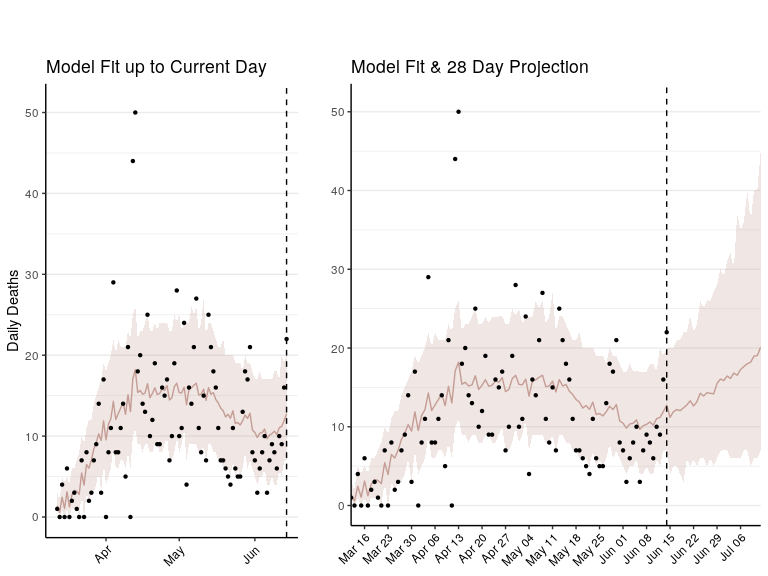 Model Fit up to Current Day
Model Fit & 28 Day Projection
Daily Deaths
50
40
30
20
10
0
Apr
May
Jun
50
40
30
20
10
0
Mar 16
Mar 23
Mar 30
Apr 06
Apr 13
Apr 20
Apr 27
May 04
May 11
May 18
May 25
Jun 01
Jun 08
Jun 15
Jun 22
Jun 29
Jul 06